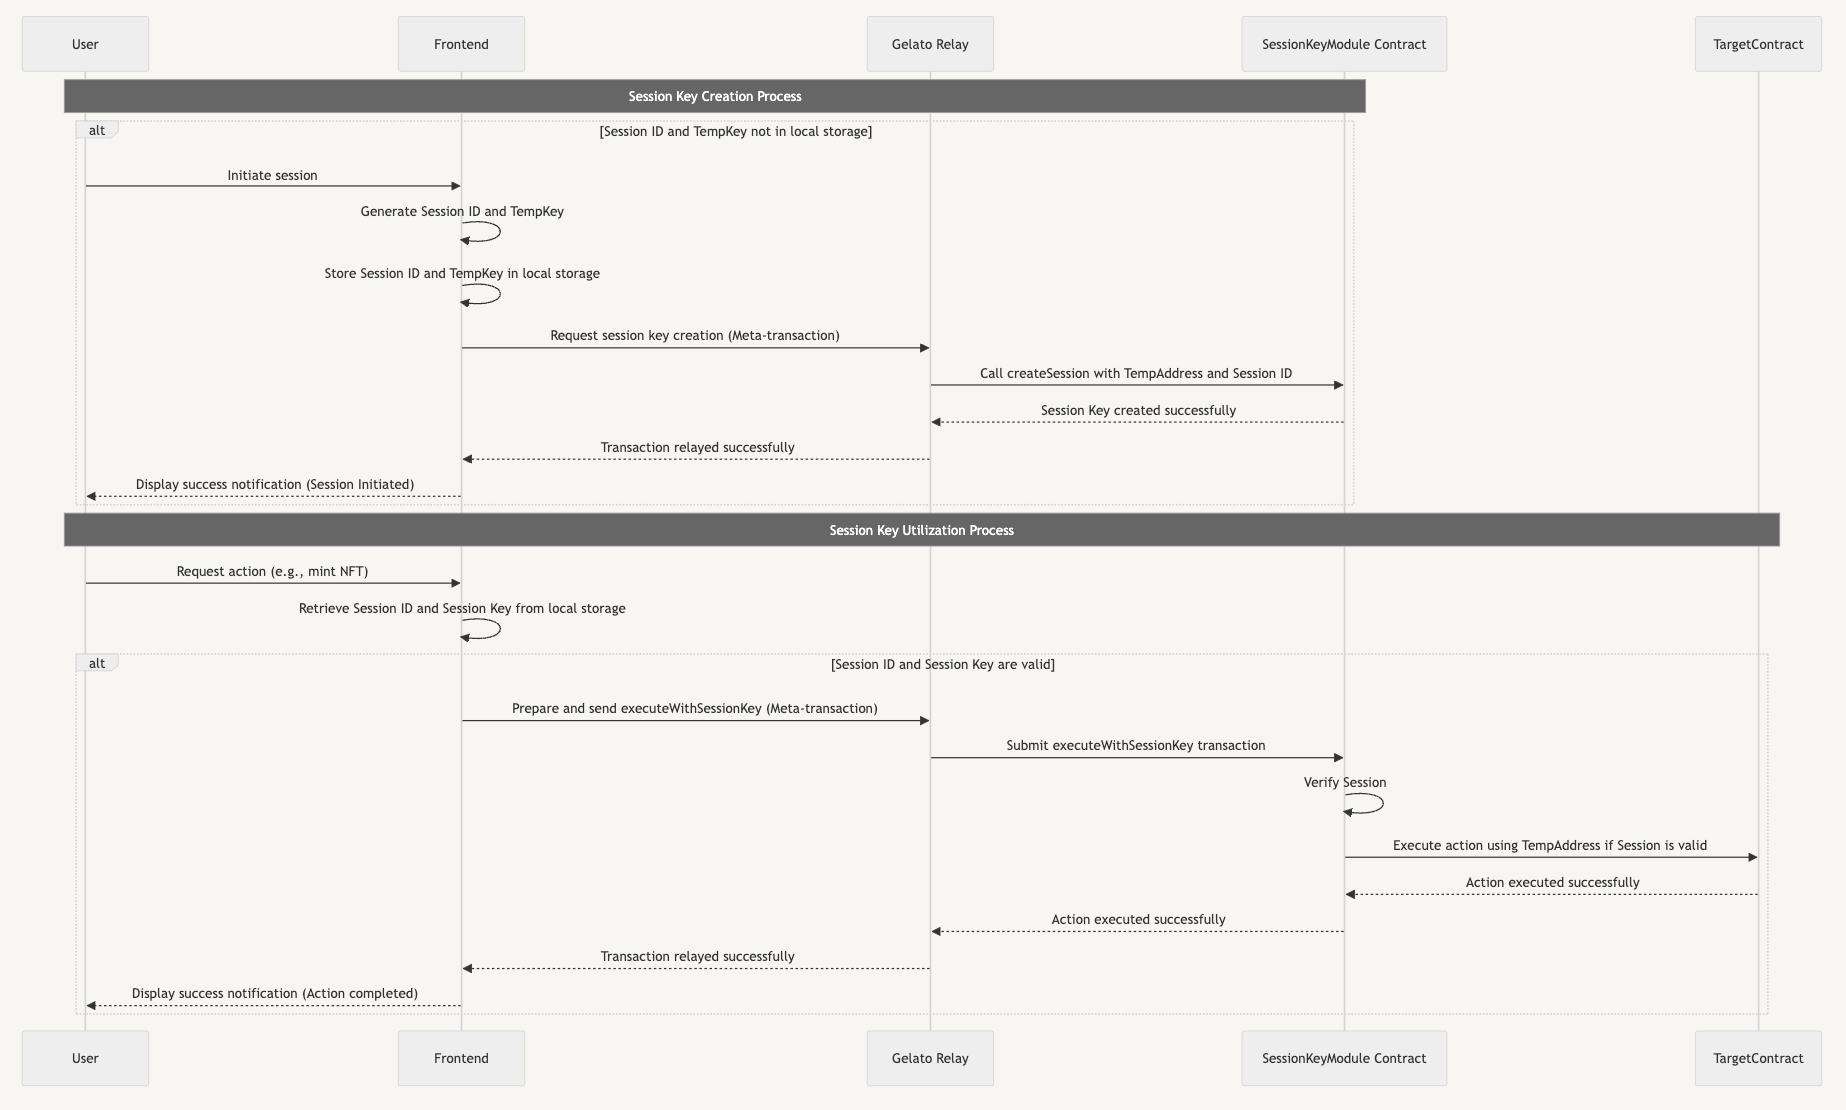 User
Frontend
Gelato Relay
SessionKeyModule Contract
TargetContract
Session Key Creation Process
alt
[Session ID and TempKey not in local storage]
Initiate session
Generate Session ID and TempKey
Store Session ID and TempKey in local storage
Request session key creation (Meta-transaction)
Call createSession with TempAddress and Session ID
Session Key created successfully
Transaction relayed successfully
Display success notification (Session Initiated)
Session Key Utilization Process
Request action (e.g., mint NFT)
Retrieve Session ID and Session Key from local storage
alt
[Session ID and Session Key are valid]
Prepare and send executeWithSessionKey (Meta-transaction)
Submit executeWithSessionKey transaction
Verify Session
Execute action using TempAddress if Session is valid
Action executed successfully
Action executed successfully
Transaction relayed successfully
Display success notification (Action completed)
User
Frontend
Gelato Relay
SessionKeyModule Contract
TargetContract